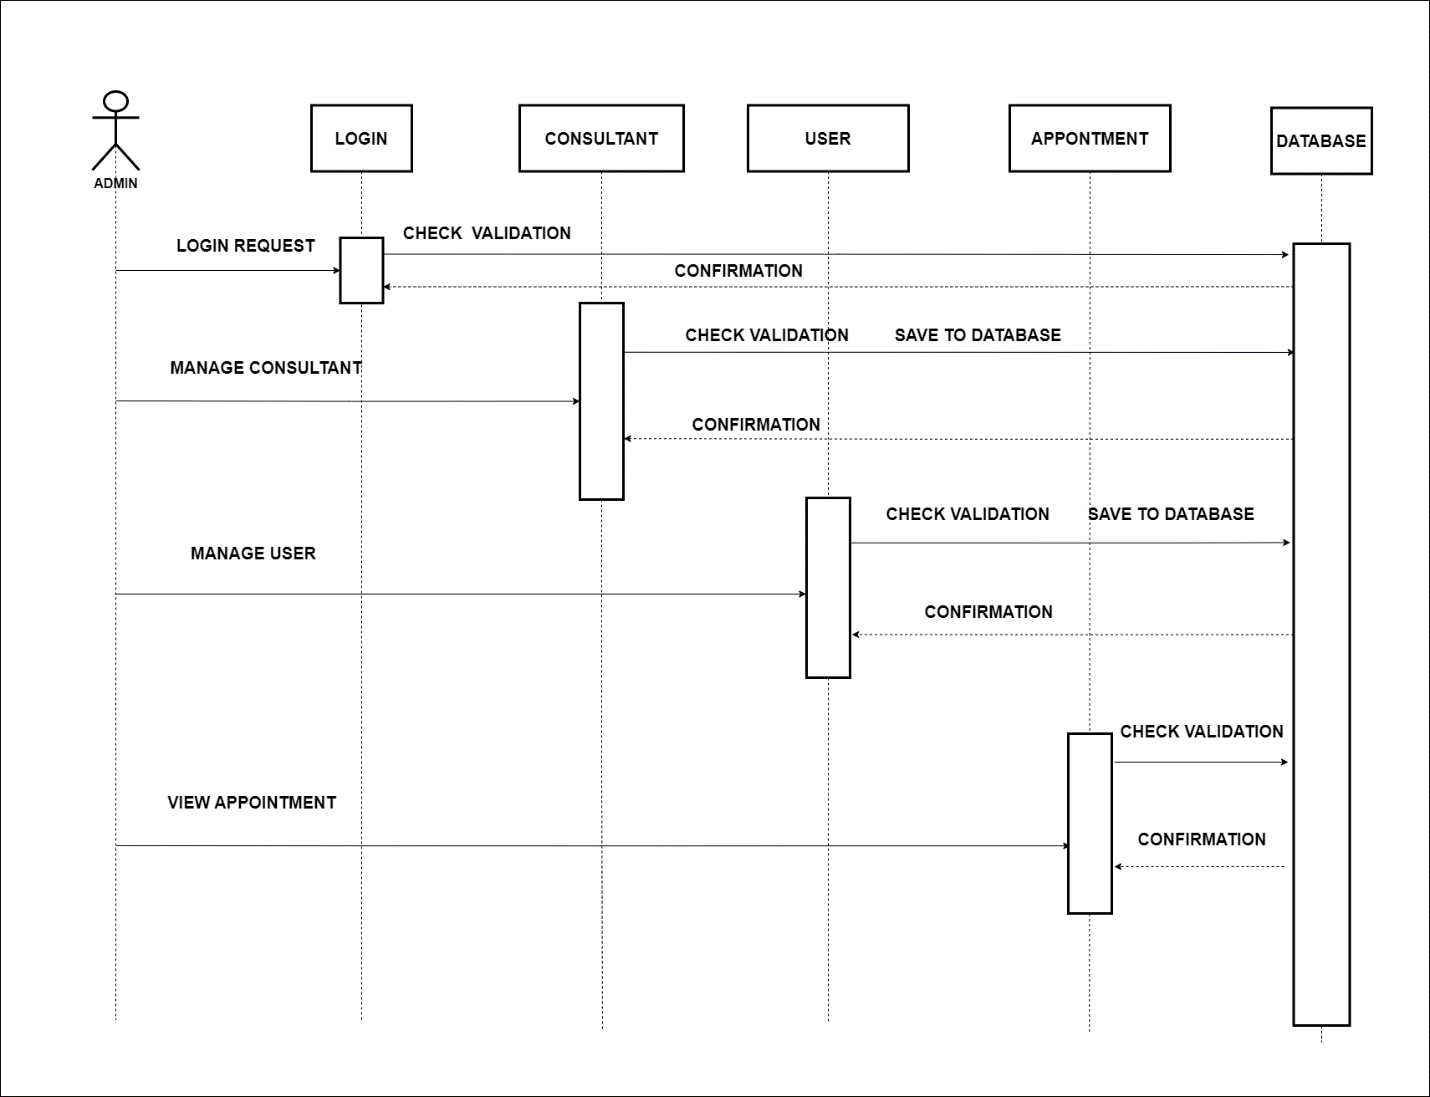 ADMIN
LOGIN
CONSULTANT
USER
APPONTMENT
DATABASE
LOGIN REQUEST
CHECK VALIDATION
CONFIRMATION
MANAGE CONSULTANT
CHECK VALIDATION SAVE TO DATABASE
CONFIRMATION
MANAGE USER
CHECK VALIDATION SAVE TO DATABASE
CONFIRMATION
VIEW APPOINTMENT
CHECK VALIDATION
CONFIRMATION